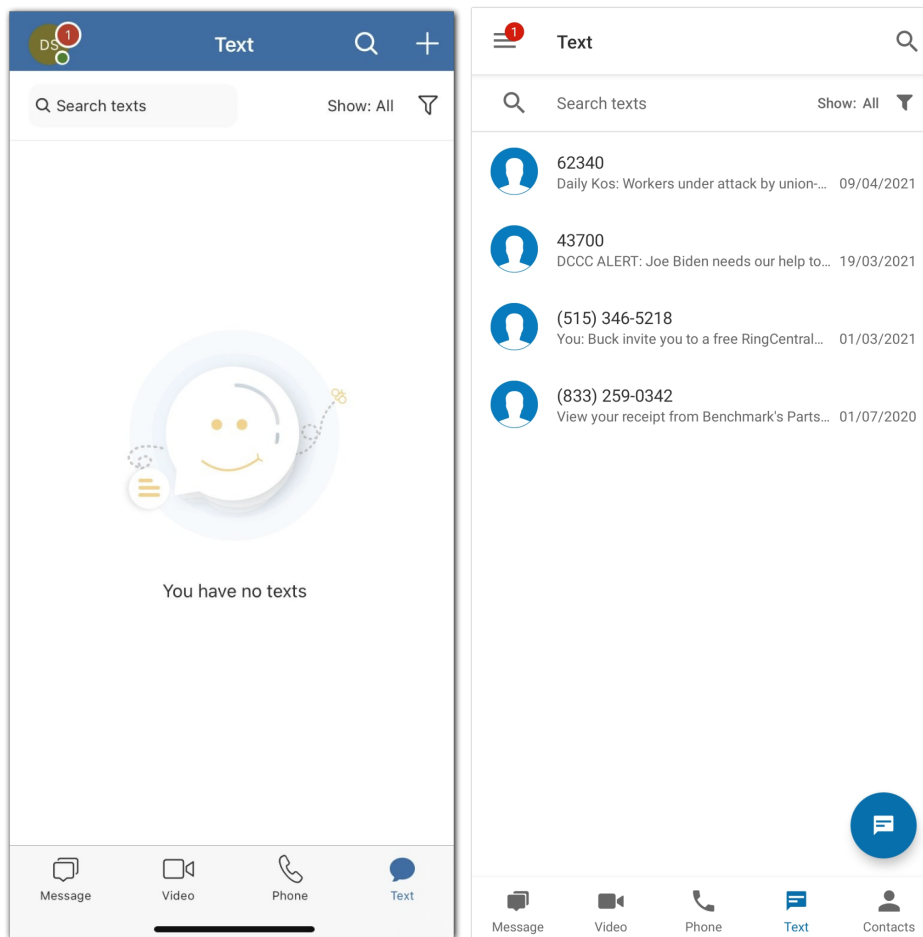 DS
1
Text
Search texts
Show: All
You have no texts
Message
Video
Phone
Text
1
Text
Search texts
Show: All
62340
Daily Kos: Workers under attack by union-... 09/04/2021
43700
DCCC ALERT: Joe Biden needs our help to... 19/03/2021
(515) 346-5218
You: Buck invite you to a free RingCentral... 01/03/2021
(833) 259-0342
View your receipt from Benchmark's Parts... 01/07/2020
Message
Video
Phone
Text
Contacts